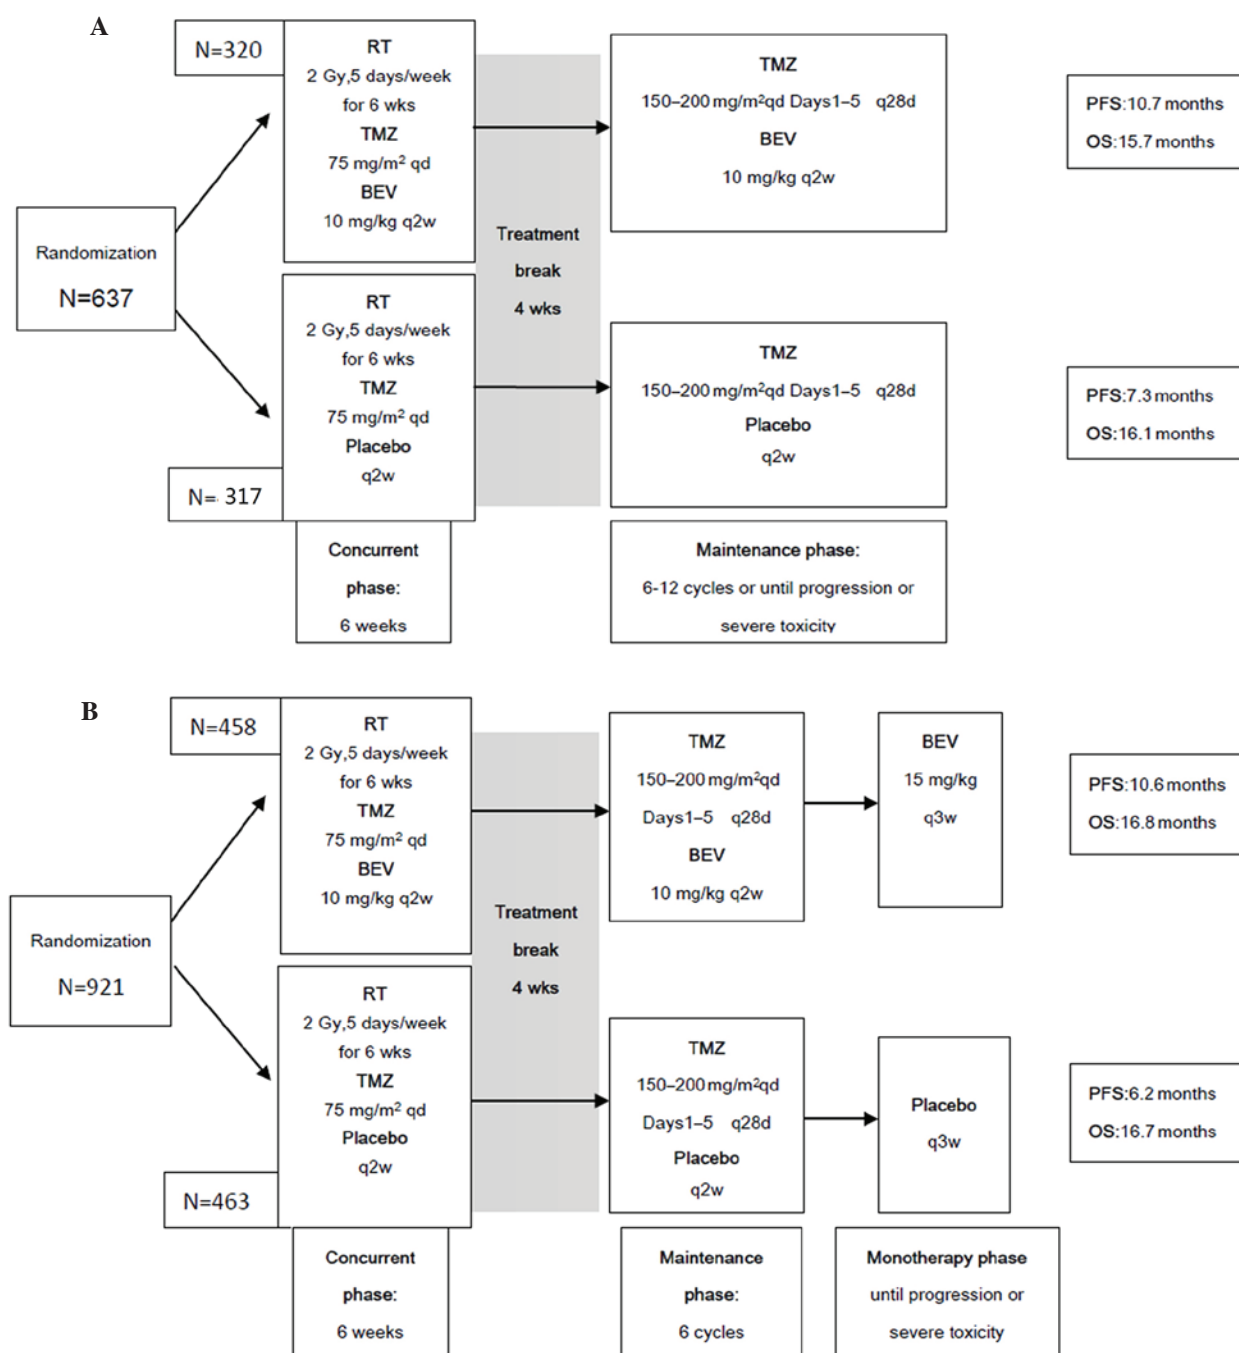 A
N=320
RT
2 Gy,5 days/week
for 6 wks
TMZ
75 mg/m² qd
BEV
10 mg/kg q2w
TMZ
150–200 mg/m²qd Days1–5 q28d
BEV
10 mg/kg q2w
PFS:10.7 months
OS:15.7 months
Randomization
N=637
Treatment
break
4 wks
RT
2 Gy,5 days/week
for 6 wks
TMZ
75 mg/m² qd
Placebo
q2w
N= 317
TMZ
150–200 mg/m²qd Days1–5 q28d
Placebo
q2w
PFS:7.3 months
OS:16.1 months
Concurrent
phase:
6 weeks
Maintenance phase:
6-12 cycles or until progression or
severe toxicity
B
N=458
RT
2 Gy,5 days/week
for 6 wks
TMZ
75 mg/m² qd
BEV
10 mg/kg q2w
TMZ
150–200 mg/m²qd
Days1–5 q28d
BEV
10 mg/kg q2w
BEV
15 mg/kg
q3w
PFS:10.6 months
OS:16.8 months
Randomization
N=921
Treatment
break
4 wks
RT
2 Gy,5 days/week
for 6 wks
TMZ
75 mg/m² qd
Placebo
q2w
N=463
TMZ
150–200 mg/m²qd
Days1–5 q28d
Placebo
q2w
Placebo
q3w
PFS:6.2 months
OS:16.7 months
Concurrent
phase:
6 weeks
Maintenance
phase:
6 cycles
Monotherapy phase
until progression or
severe toxicity